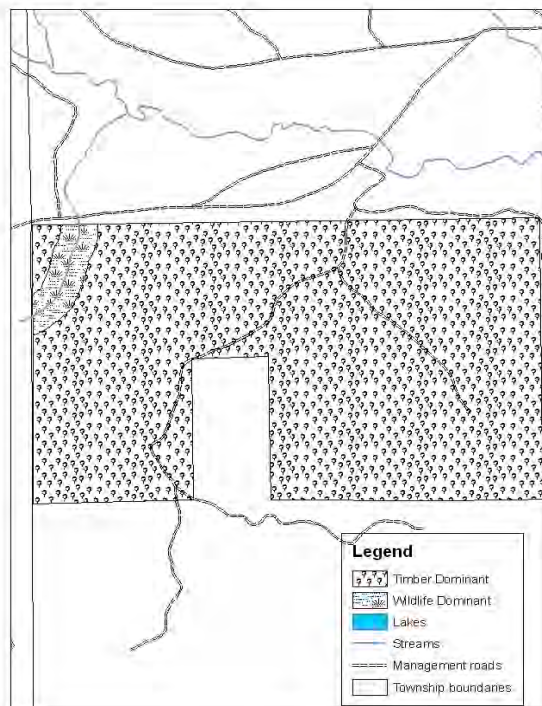 Legend
Timber Dominant
Wildlife Dominant
Lakes
Streams
Management roads
Township boundaries